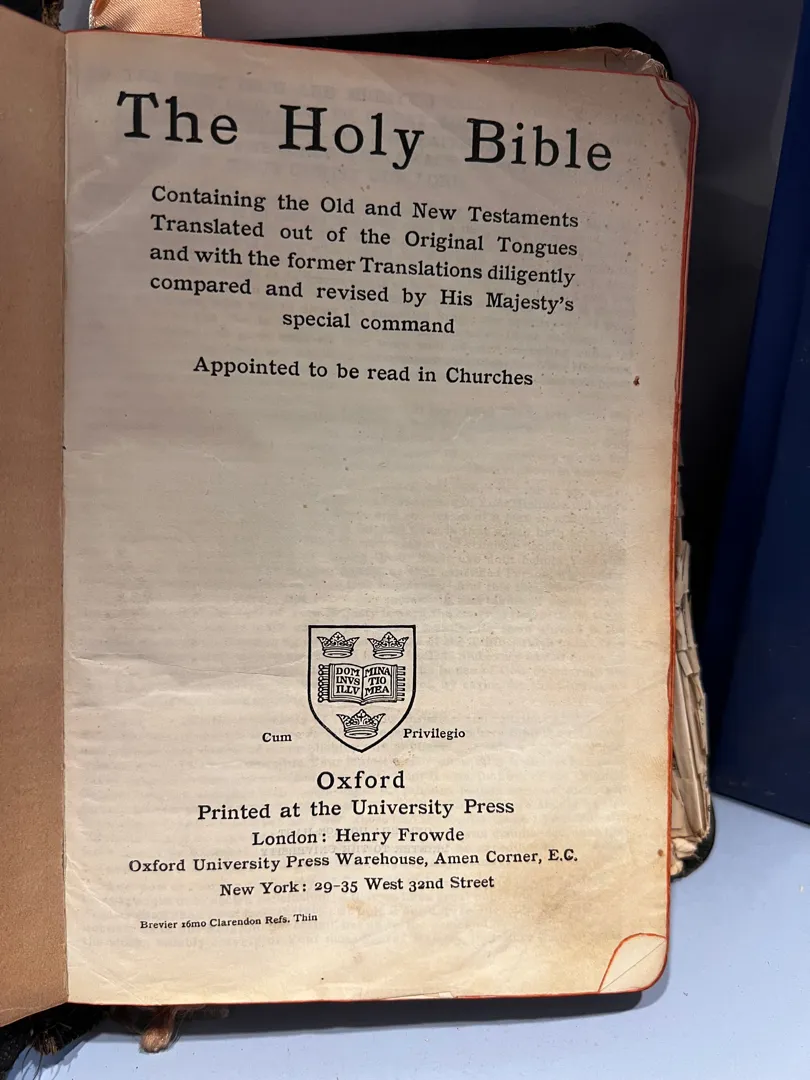 The Holy Bible
Containing the Old and New Testaments
Translated out of the Original Tongues
and with the former Translations diligently
compared and revised by His Majesty's
special command
Appointed to be read in Churches
DOM MINA
INVS TIO
ILLV MEA
Cum Privilegio
Oxford
Printed at the University Press
London: Henry Frowde
Oxford University Press Warehouse, Amen Corner, E.C.
New York: 29-35 West 32nd Street
Brevier 16mo Clarendon Refs. Thin